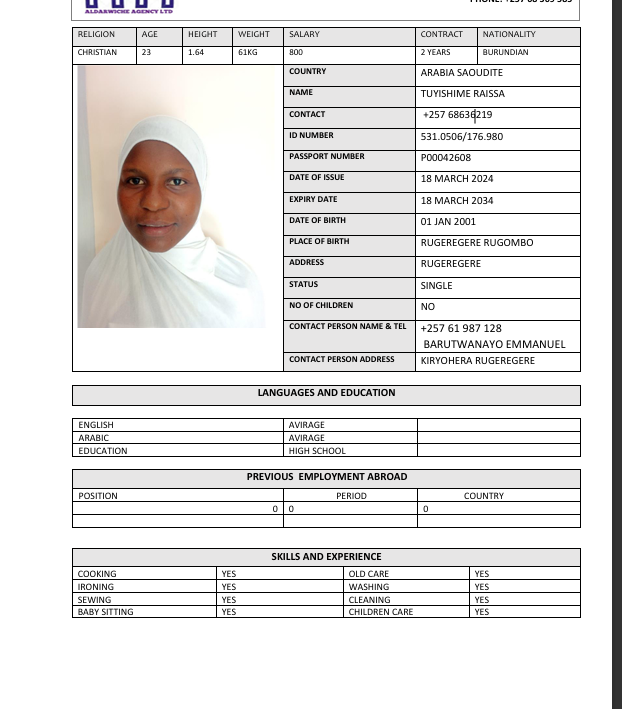 ALDARWICHE AGENCY LTD
RELIGION AGE HEIGHT WEIGHT SALARY CONTRACT NATIONALITY
CHRISTIAN 23 1.64 61KG 800 2 YEARS BURUNDIAN
COUNTRY ARABIA SAOUDITE
NAME TUYISHIME RAISSA
CONTACT +257 68636219
ID NUMBER 531.0506/176.980
PASSPORT NUMBER P00042608
DATE OF ISSUE 18 MARCH 2024
EXPIRY DATE 18 MARCH 2034
DATE OF BIRTH 01 JAN 2001
PLACE OF BIRTH RUGEREGERE RUGOMBO
ADDRESS RUGEREGERE
STATUS SINGLE
NO OF CHILDREN NO
CONTACT PERSON NAME & TEL +257 61 987 128
BARUTWANAYO EMMANUEL
CONTACT PERSON ADDRESS KIRYOHERA RUGEREGERE
LANGUAGES AND EDUCATION
ENGLISH AVIRAGE
ARABIC AVIRAGE
EDUCATION HIGH SCHOOL
PREVIOUS EMPLOYMENT ABROAD
POSITION PERIOD COUNTRY
0 0 0
SKILLS AND EXPERIENCE
COOKING YES OLD CARE YES
IRONING YES WASHING YES
SEWING YES CLEANING YES
BABY SITTING YES CHILDREN CARE YES